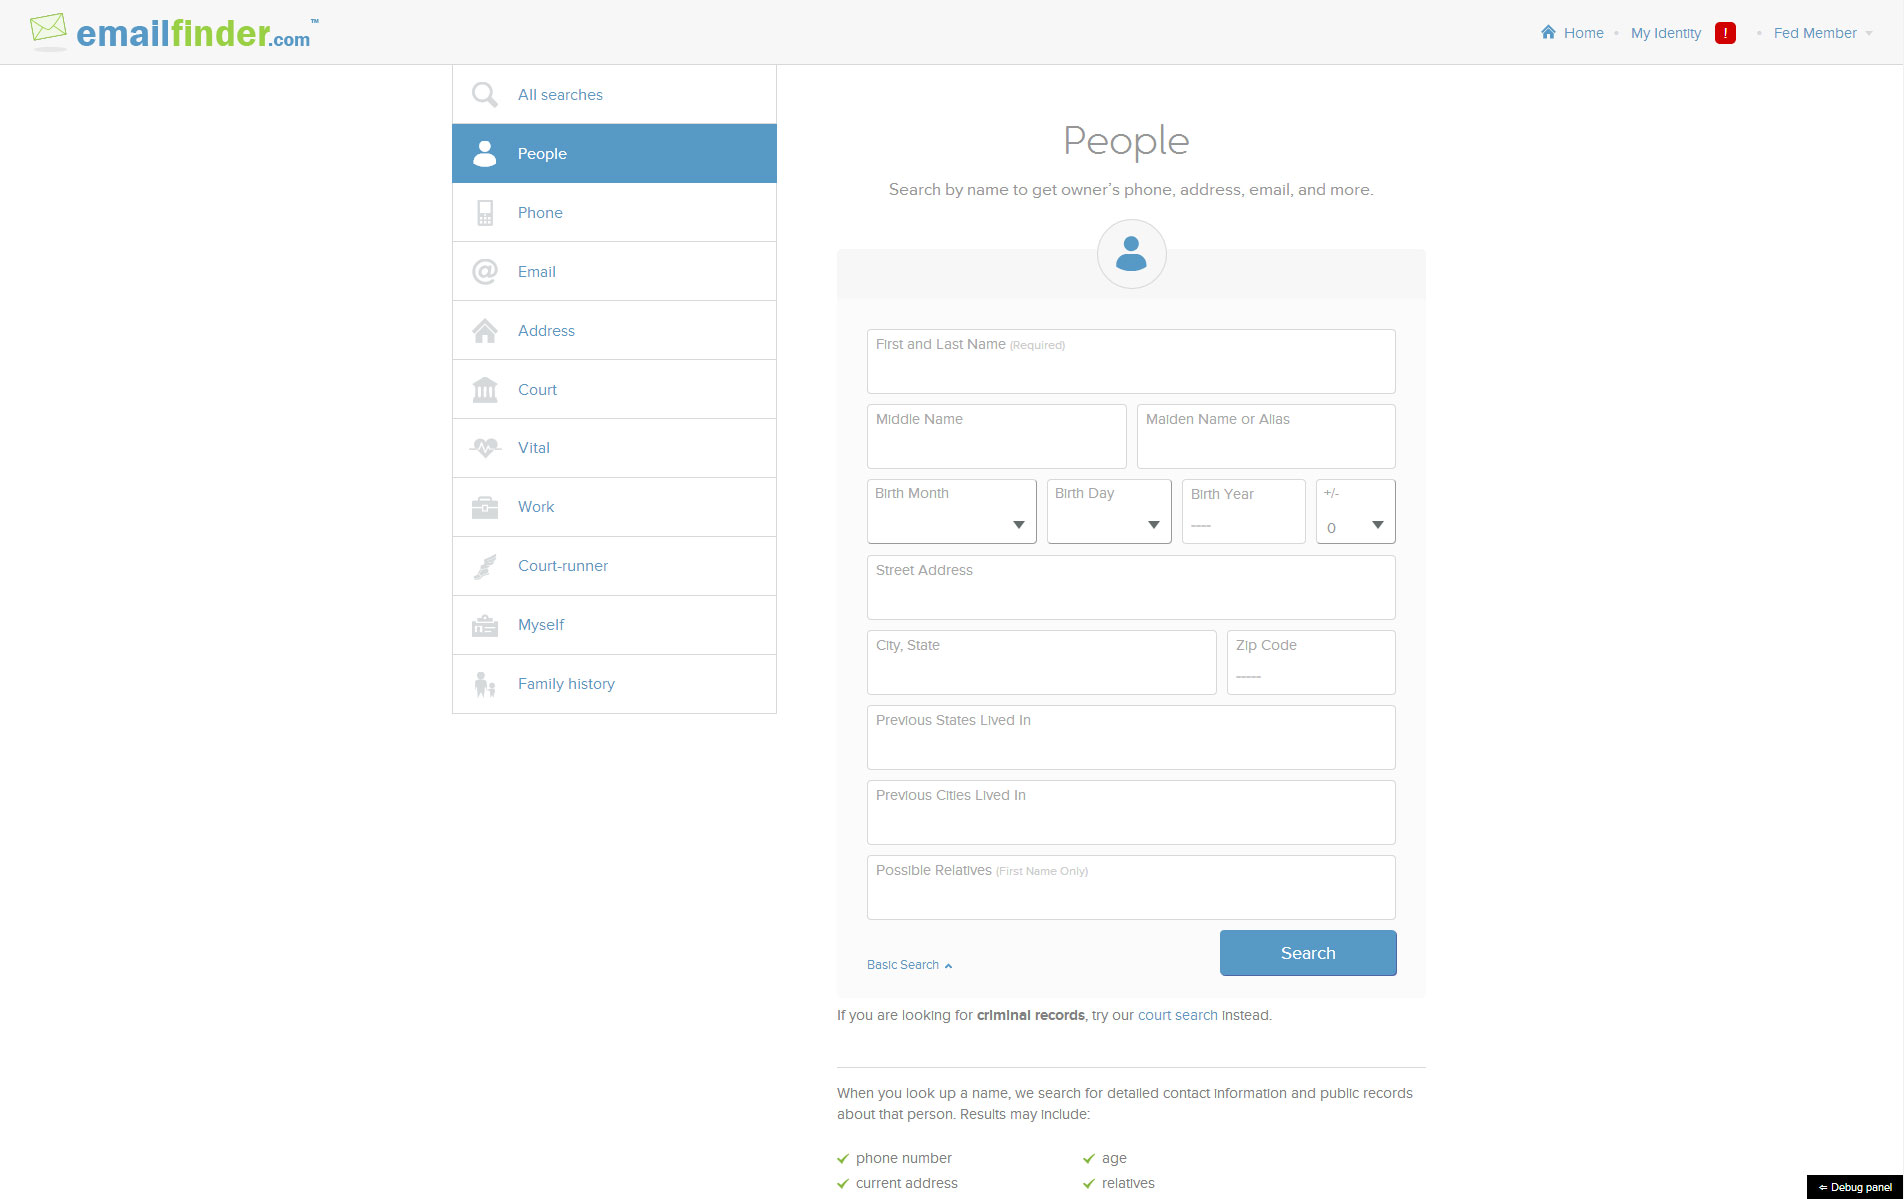 emailfinder.com™
Home • My Identity ! • Fed Member
All searches
People
Phone
Email
Address
Court
Vital
Work
Court-runner
Myself
Family history
People
Search by name to get owner's phone, address, email, and more.
First and Last Name (Required)
Middle Name
Maiden Name or Alias
Birth Month
Birth Day
Birth Year
----
+/-
0
Street Address
City, State
Zip Code
-----
Previous States Lived In
Previous Cities Lived In
Possible Relatives (First Name Only)
Basic Search
Search
If you are looking for criminal records, try our court search instead.
When you look up a name, we search for detailed contact information and public records
about that person. Results may include:
phone number
age
current address
relatives
⇐ Debug panel